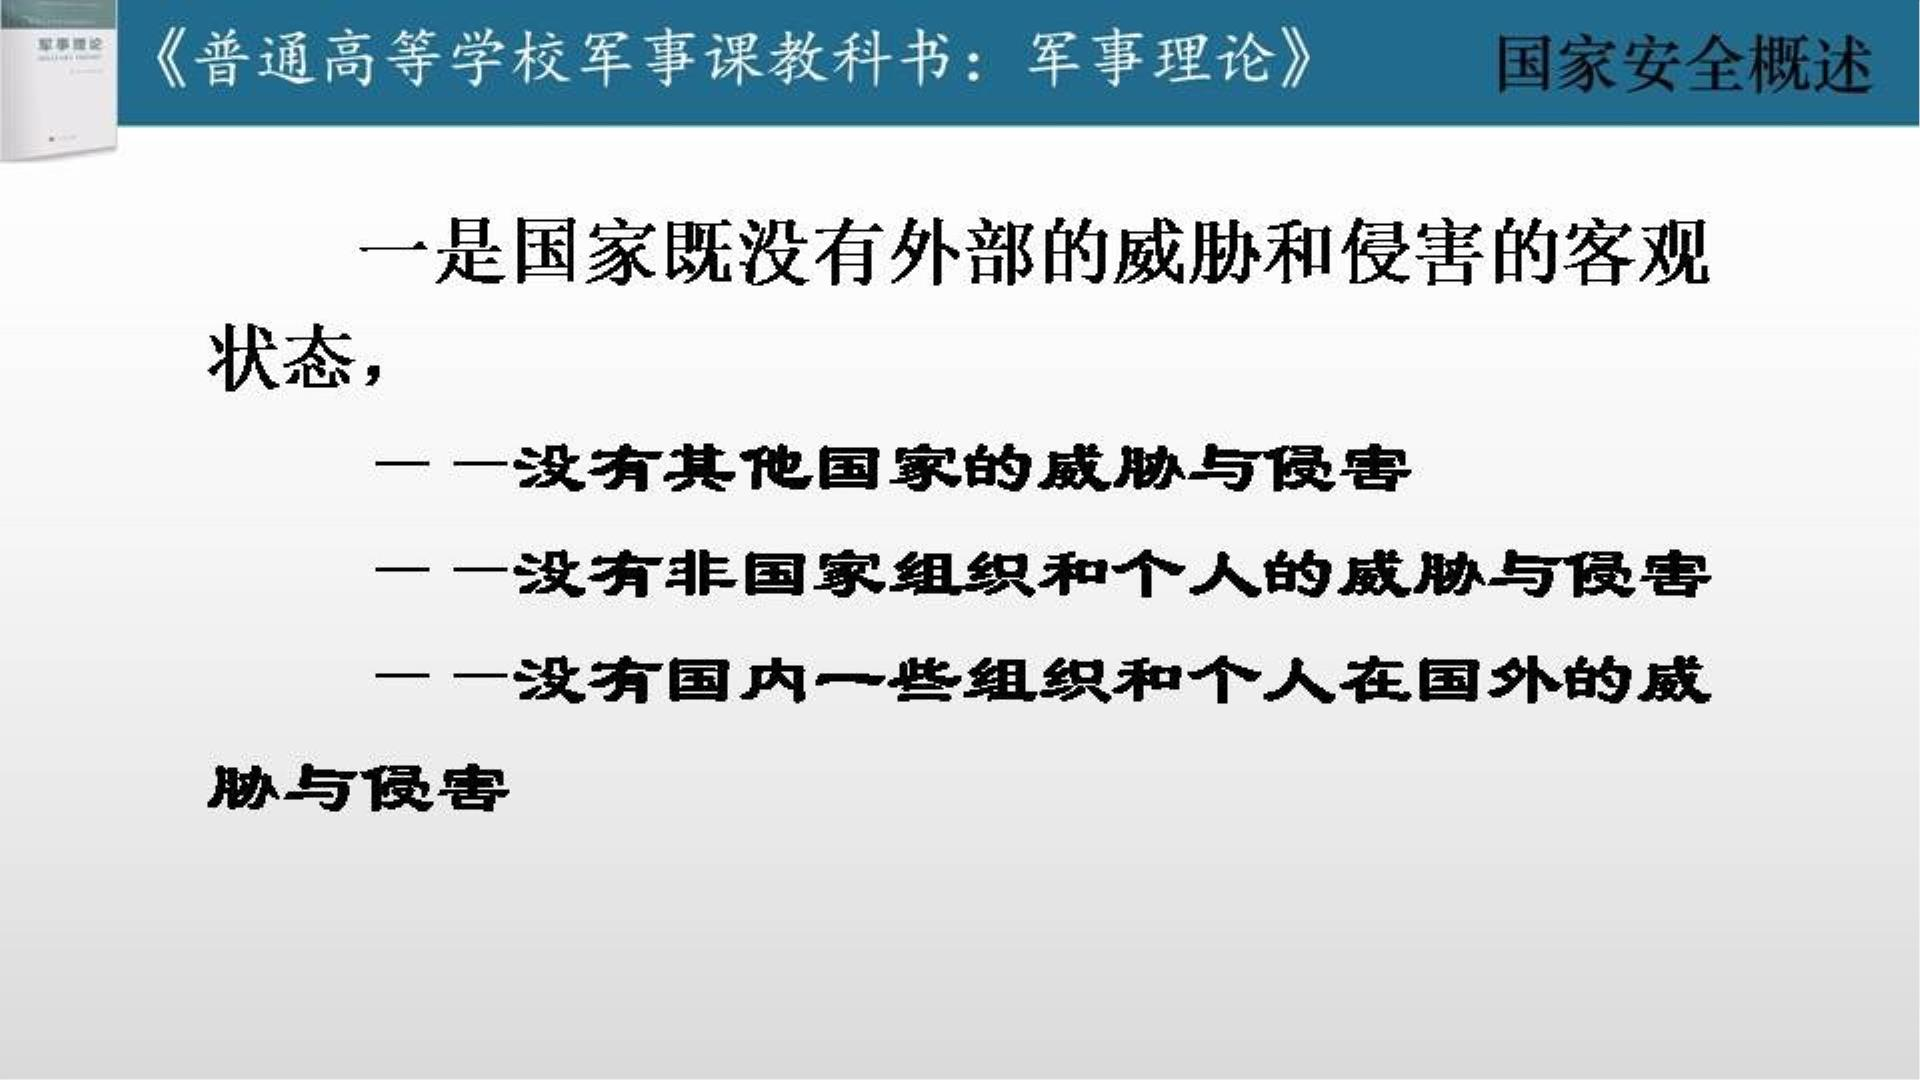 军事理论
《普通高等学校军事课教科书：军事理论》
国家安全概述
一是国家既没有外部的威胁和侵害的客观
状态，
——没有其他国家的威胁与侵害
——没有非国家组织和个人的威胁与侵害
——没有国内一些组织和个人在国外的威
胁与侵害